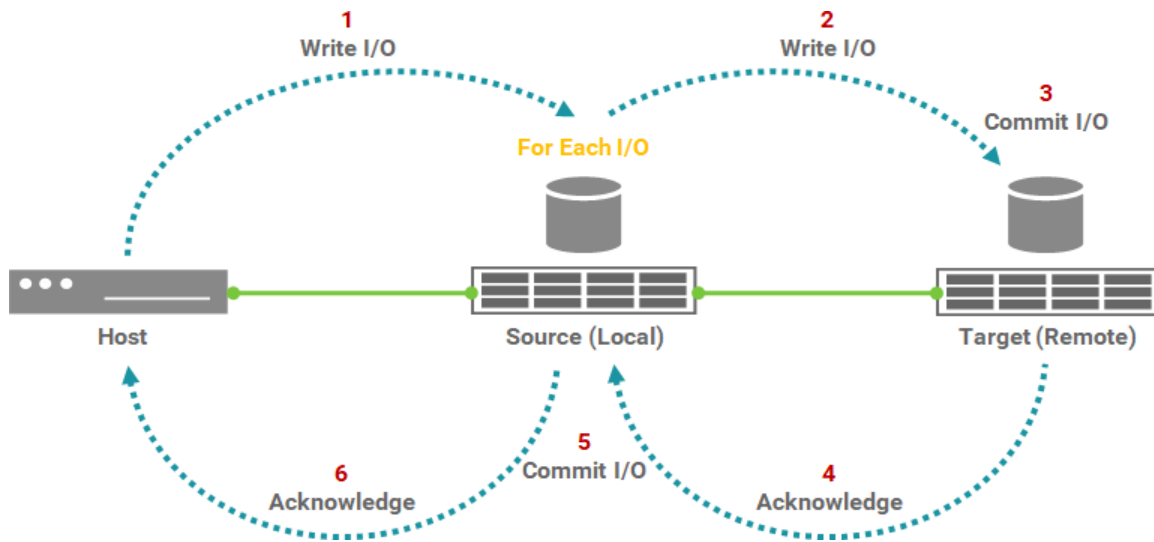 1
Write I/O
2
Write I/O
3
Commit I/O
For Each I/O
Host
Source (Local)
Target (Remote)
5
Commit I/O
6
Acknowledge
4
Acknowledge